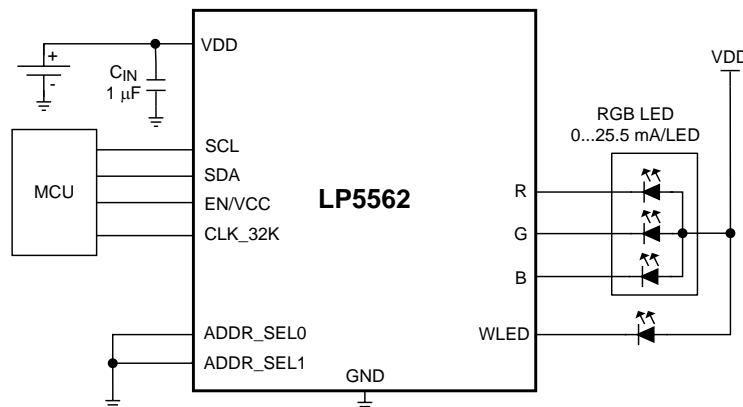 VDD
+
-
CIN
1 μF
SCL
SDA
EN/VCC
CLK_32K
MCU
LP5562
ADDR_SEL0
ADDR_SEL1
GND
VDD
RGB LED
0...25.5 mA/LED
R
G
B
WLED